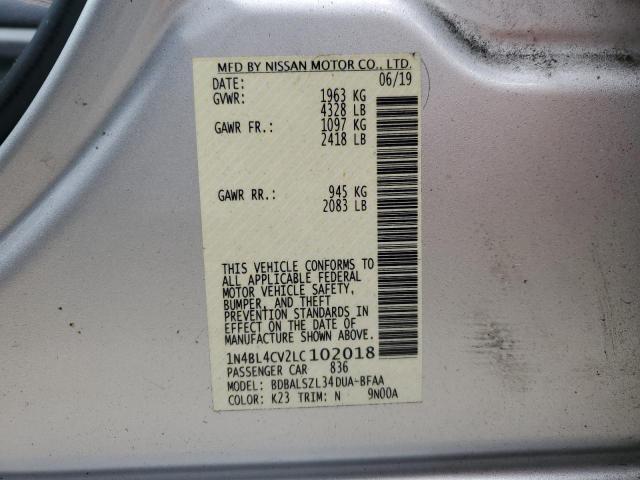 MFD BY NISSAN MOTOR CO., LTD.
DATE: 06/19
GVWR: 1963 KG
4328 LB
GAWR FR.: 1097 KG
2418 LB
GAWR RR.: 945 KG
2083 LB
THIS VEHICLE CONFORMS TO
ALL APPLICABLE FEDERAL
MOTOR VEHICLE SAFETY,
BUMPER, AND THEFT
PREVENTION STANDARDS IN
EFFECT ON THE DATE OF
MANUFACTURE SHOWN ABOVE.
1N4BL4CV2LC102018
PASSENGER CAR 836
MODEL: BDBALSZL34DUA-BFAA
COLOR: K23 TRIM: N 9N00A